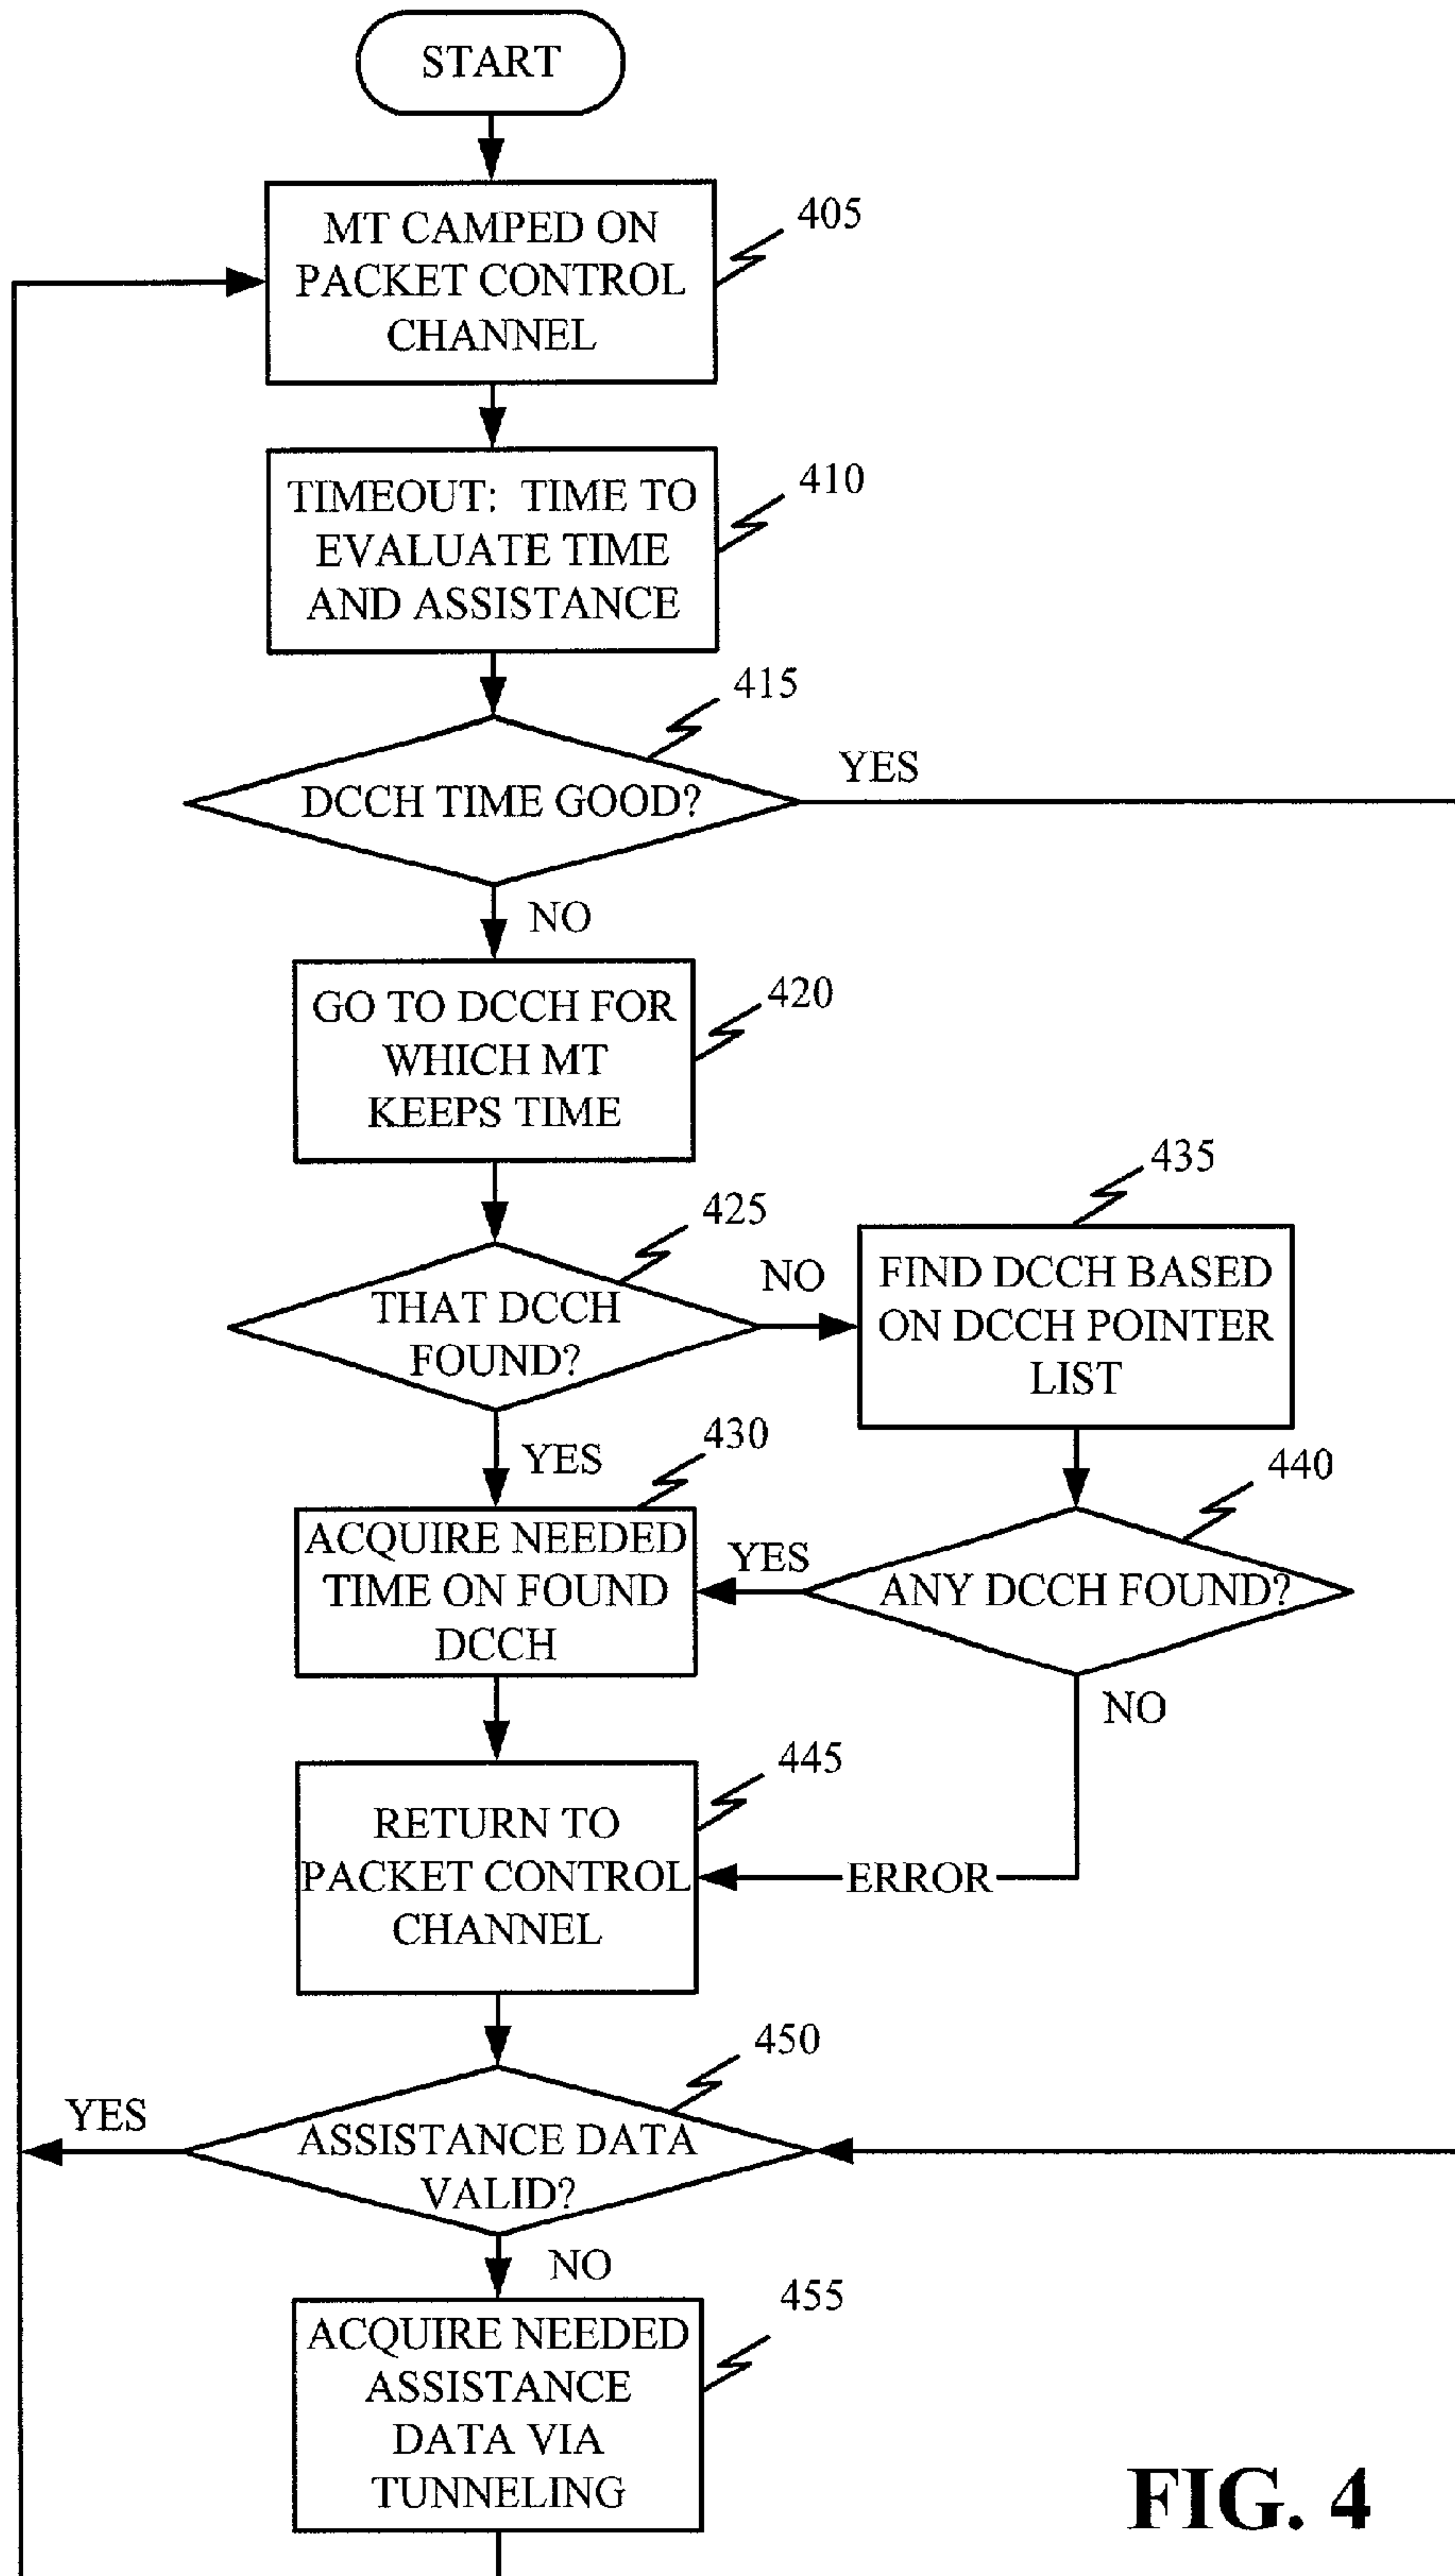 START
MT CAMPED ON
PACKET CONTROL
CHANNEL
405
TIMEOUT: TIME TO
EVALUATE TIME
AND ASSISTANCE
410
415
DCCH TIME GOOD?
YES
NO
GO TO DCCH FOR
WHICH MT
KEEPS TIME
420
425
THAT DCCH
FOUND?
NO
435
FIND DCCH BASED
ON DCCH POINTER
LIST
YES
430
ACQUIRE NEEDED
TIME ON FOUND
DCCH
YES
440
ANY DCCH FOUND?
NO
445
RETURN TO
PACKET CONTROL
CHANNEL
ERROR
450
YES
ASSISTANCE DATA
VALID?
NO
455
ACQUIRE NEEDED
ASSISTANCE
DATA VIA
TUNNELING
FIG. 4